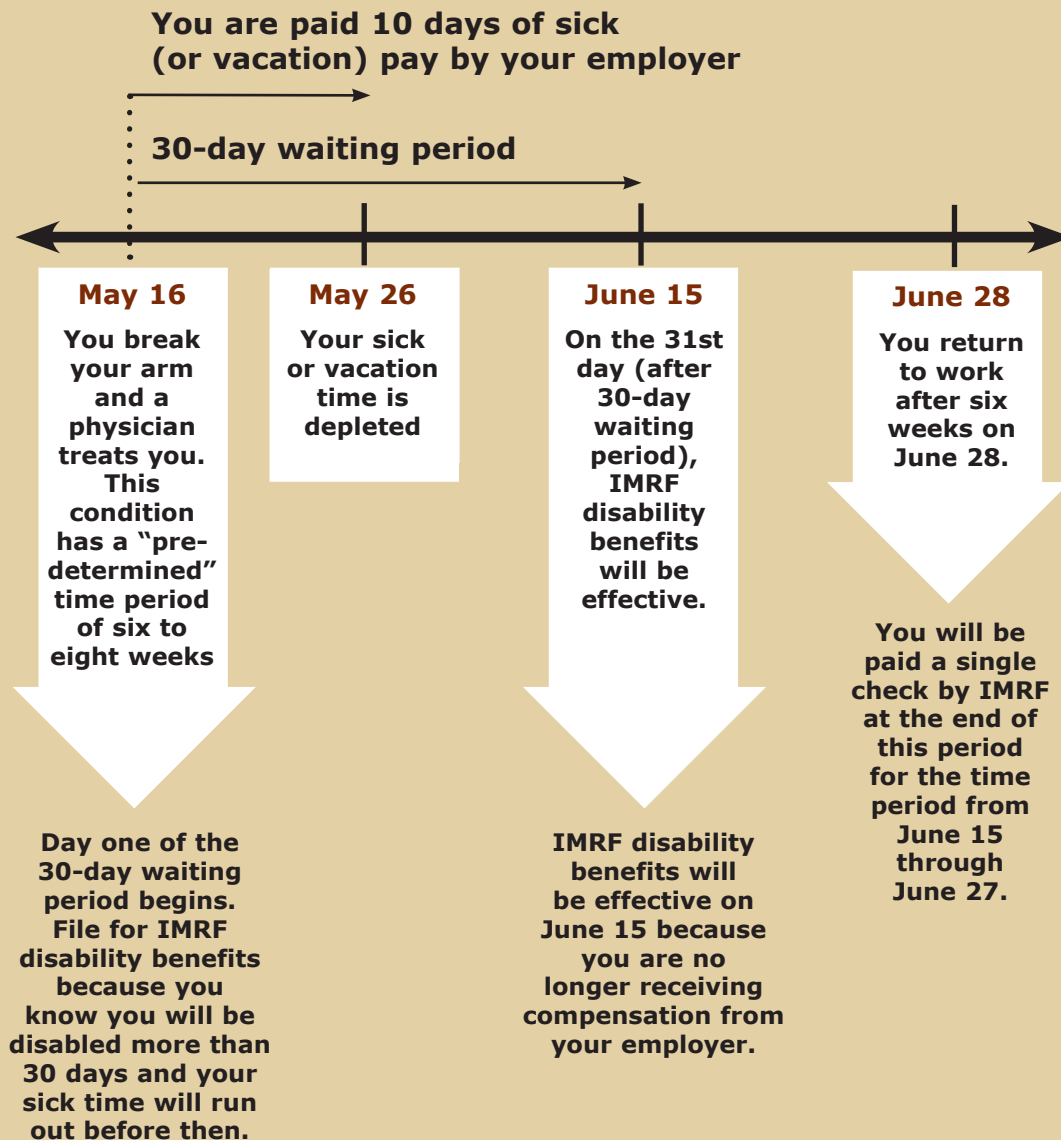 You are paid 10 days of sick
(or vacation) pay by your employer
30-day waiting period
May 16
You break
your arm
and a
physician
treats you.
This
condition
has a “pre-
determined”
time period
of six to
eight weeks
Day one of the
30-day waiting
period begins.
File for IMRF
disability benefits
because you
know you will be
disabled more than
30 days and your
sick time will run
out before then.
May 26
Your sick
or vacation
time is
depleted
June 15
On the 31st
day (after
30-day
waiting
period),
IMRF
disability
benefits
will be
effective.
IMRF disability
benefits will
be effective on
June 15 because
you are no
longer receiving
compensation from
your employer.
June 28
You return
to work
after six
weeks on
June 28.
You will be
paid a single
check by IMRF
at the end of
this period
for the time
period from
June 15
through
June 27.